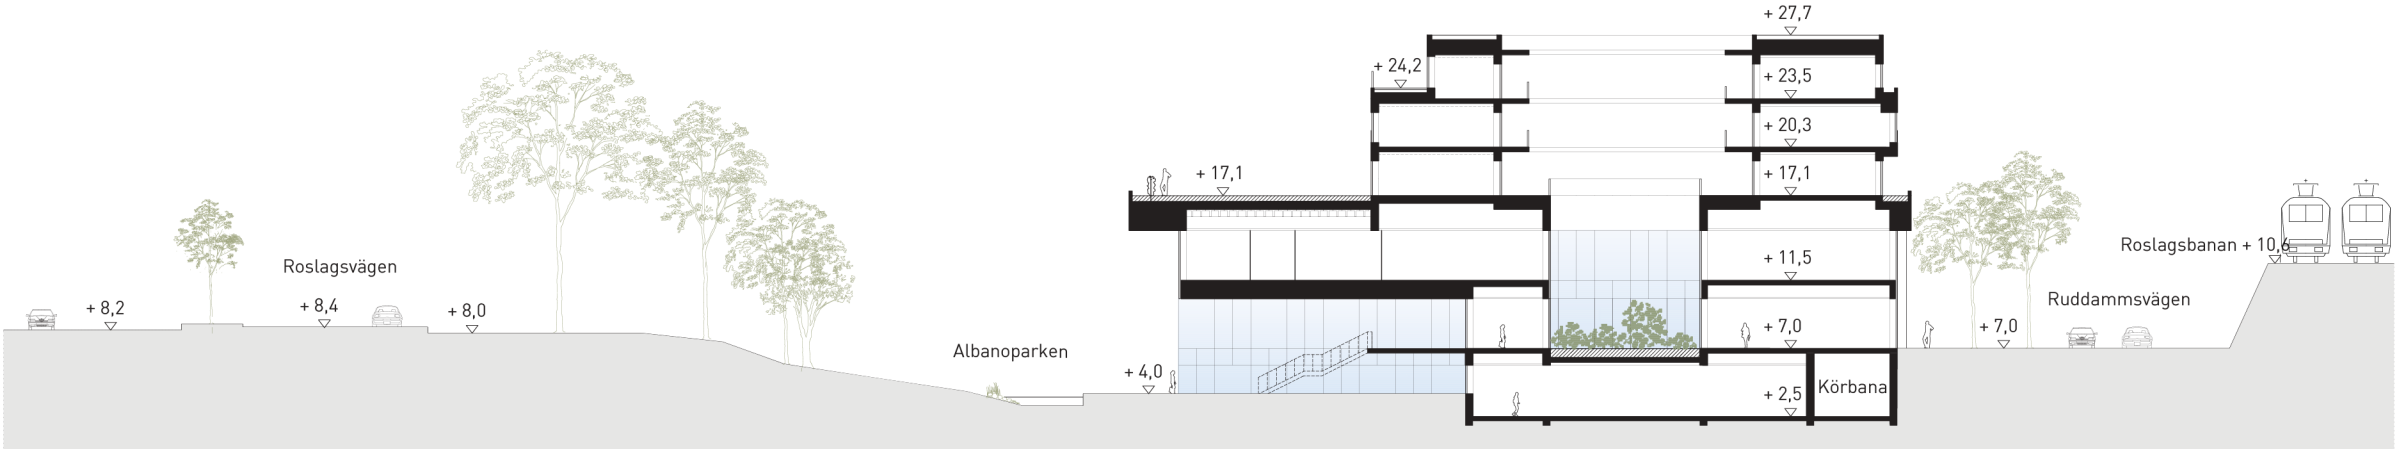 + 27,7
+ 24,2
+ 23,5
+ 20,3
+ 17,1
+ 17,1
Roslagsbanan + 10,6
+ 11,5
Roslagsvägen
Ruddammsvägen
+ 8,2
+ 8,4
+ 8,0
+ 7,0
+ 7,0
Albanoparken
+ 4,0
Körbana
+ 2,5